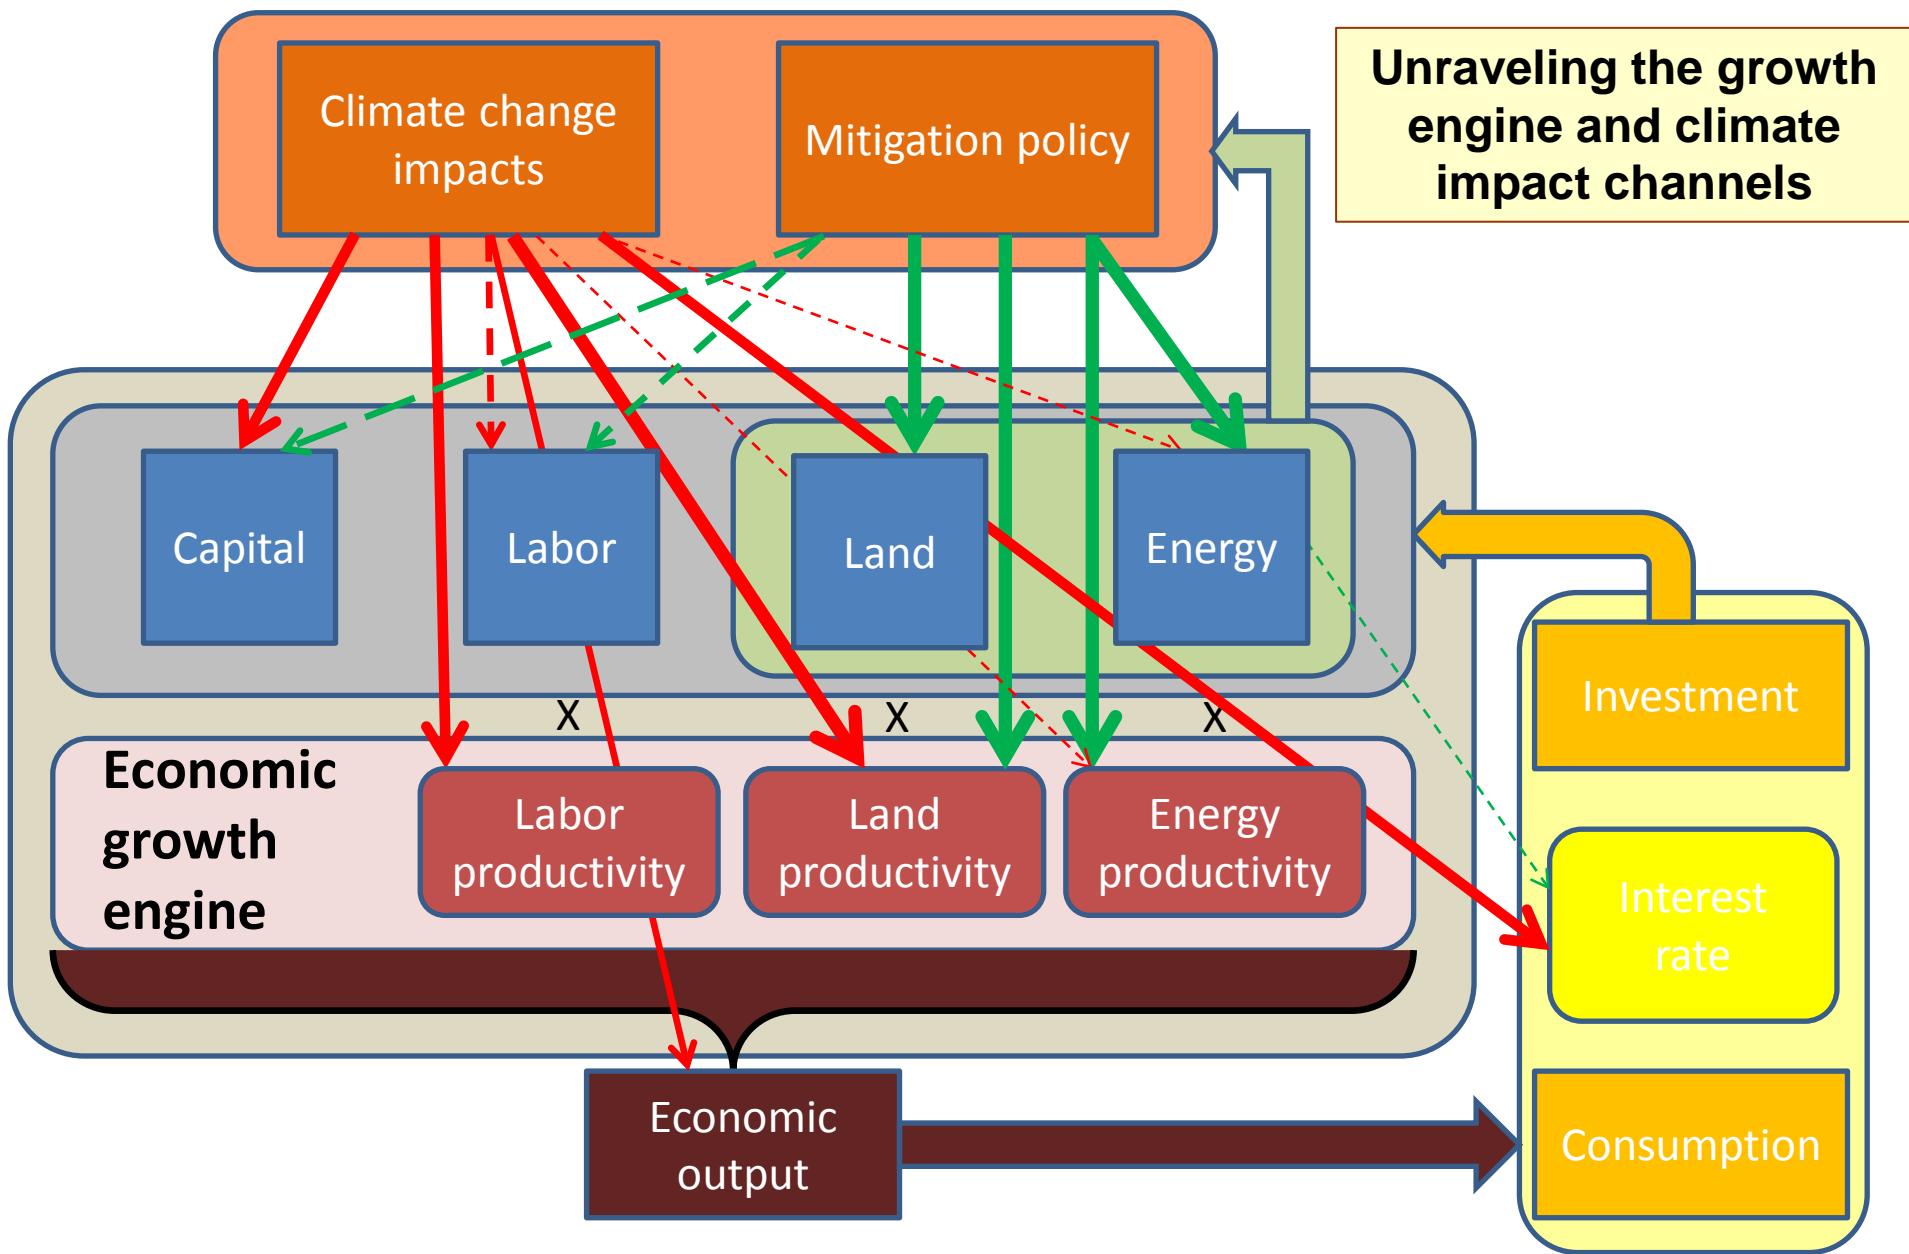 Climate change
impacts
Mitigation policy
Unraveling the growth
engine and climate
impact channels
Capital
Labor
Land
Energy
X
X
X
Economic
growth
engine
Labor
productivity
Land
productivity
Energy
productivity
Investment
Interest
rate
Consumption
Economic
output